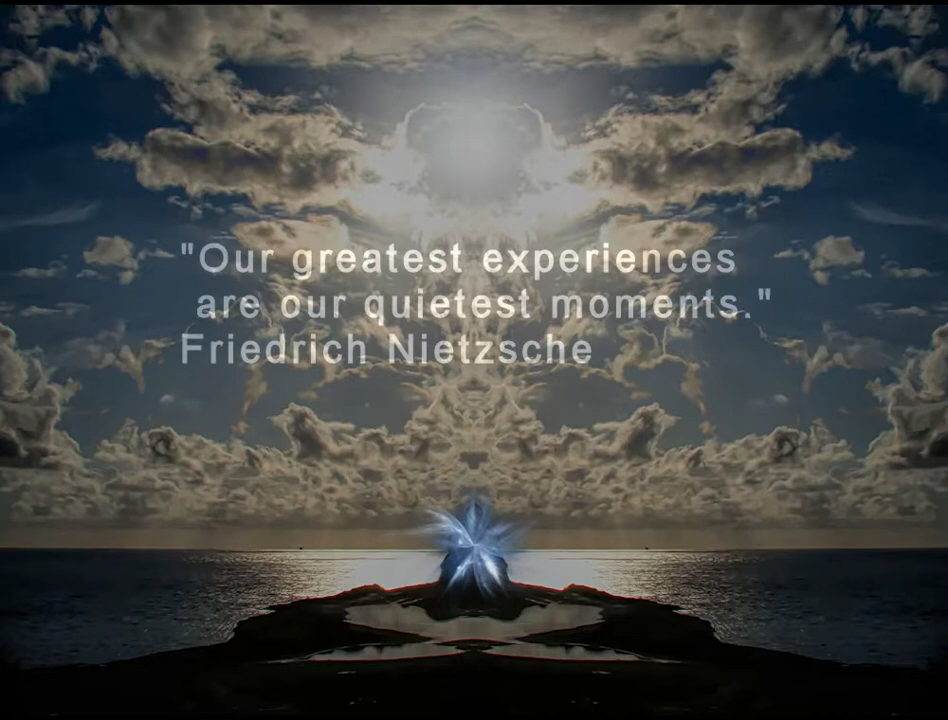 "Our greatest experiences
are our quietest moments."
Friedrich Nietzsche